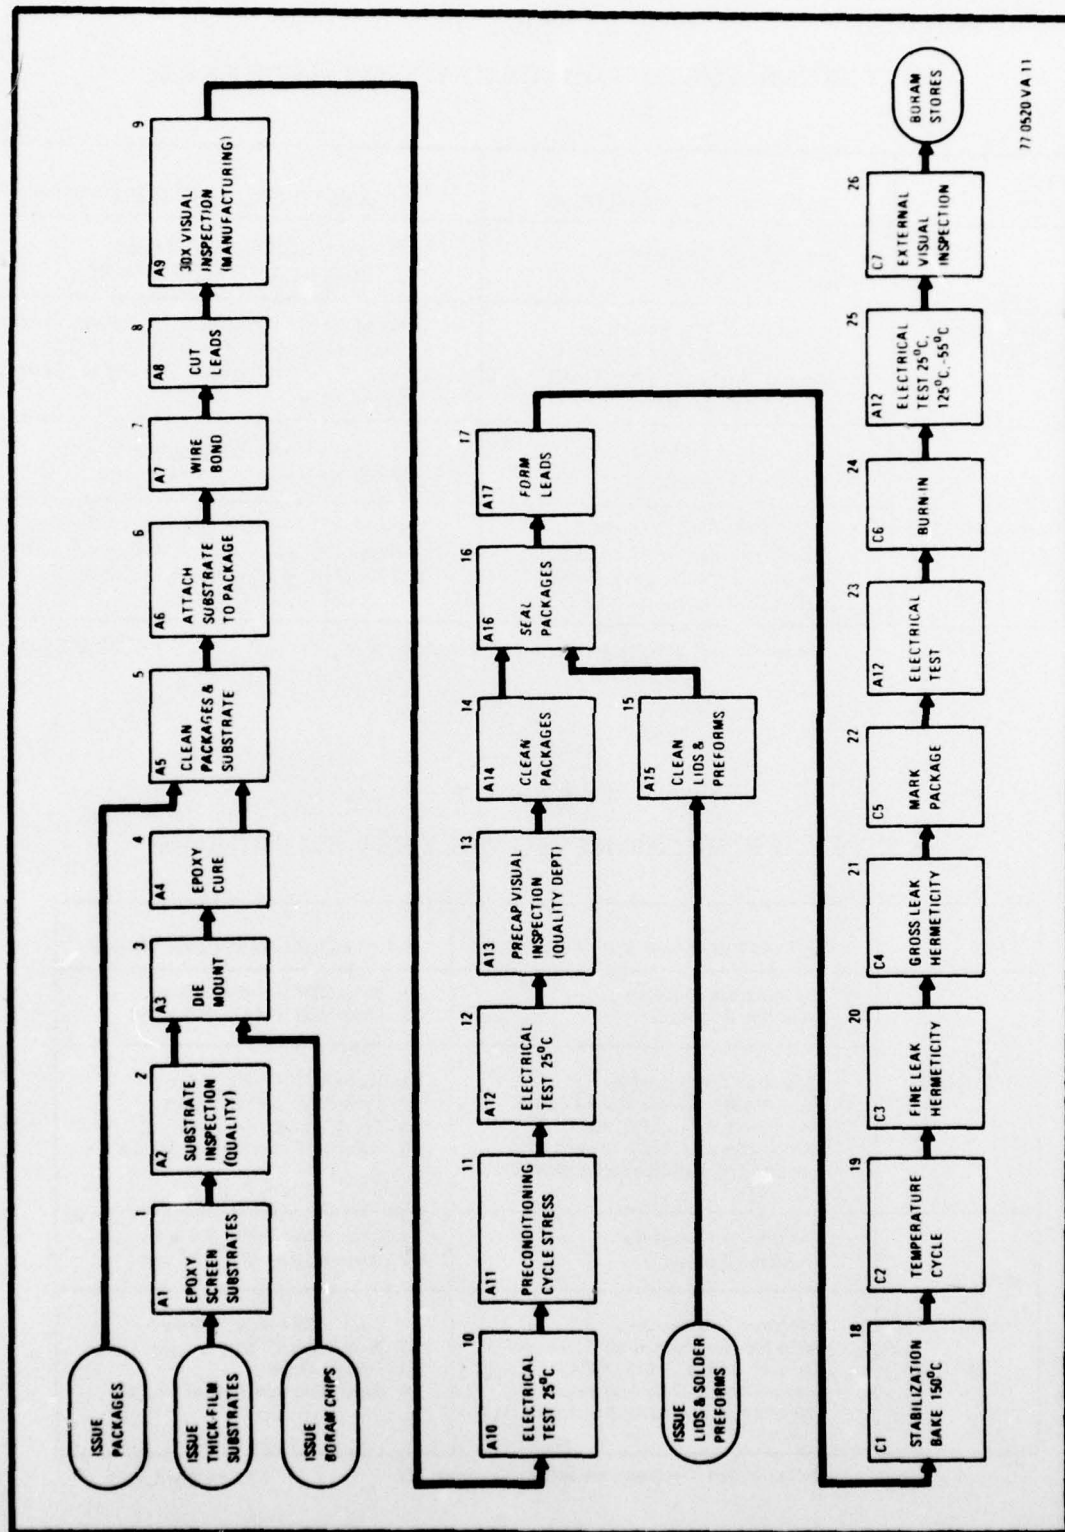 ISSUE
PACKAGES
ISSUE
THICK-FILM
SUBSTRATES
ISSUE
BORAM CHIPS
A1
1
EPOXY
SCREEN
SUBSTRATES
A2
2
SUBSTRATE
INSPECTION
(QUALITY)
A3
3
DIE
MOUNT
A4
4
EPOXY
CURE
A5
5
CLEAN
PACKAGES &
SUBSTRATE
A6
6
ATTACH
SUBSTRATE
TO PACKAGE
A7
7
WIRE
BOND
A8
8
CUT
LEADS
A9
9
30X VISUAL
INSPECTION
(MANUFACTURING)
A10
10
ELECTRICAL
TEST 25°C
A11
11
PRECONDITIONING
CYCLE STRESS
A12
12
ELECTRICAL
TEST 25°C
A13
13
PRECAP VISUAL
INSPECTION
(QUALITY DEPT)
A14
14
CLEAN
PACKAGES
ISSUE
LIDS & SOLDER
PREFORMS
A15
15
CLEAN
LIDS &
PREFORMS
A16
16
SEAL
PACKAGES
A17
17
FORM
LEADS
C1
18
STABILIZATION
BAKE 150°C
C2
19
TEMPERATURE
CYCLE
C3
20
FINE LEAK
HERMETICITY
C4
21
GROSS LEAK
HERMETICITY
C5
22
MARK
PACKAGE
A12
23
ELECTRICAL
TEST
C6
24
BURN IN
A12
25
ELECTRICAL
TEST 25°C,
125°C, -55°C
C7
26
EXTERNAL
VISUAL
INSPECTION
BORAM
STORES
77 0520 VA 11